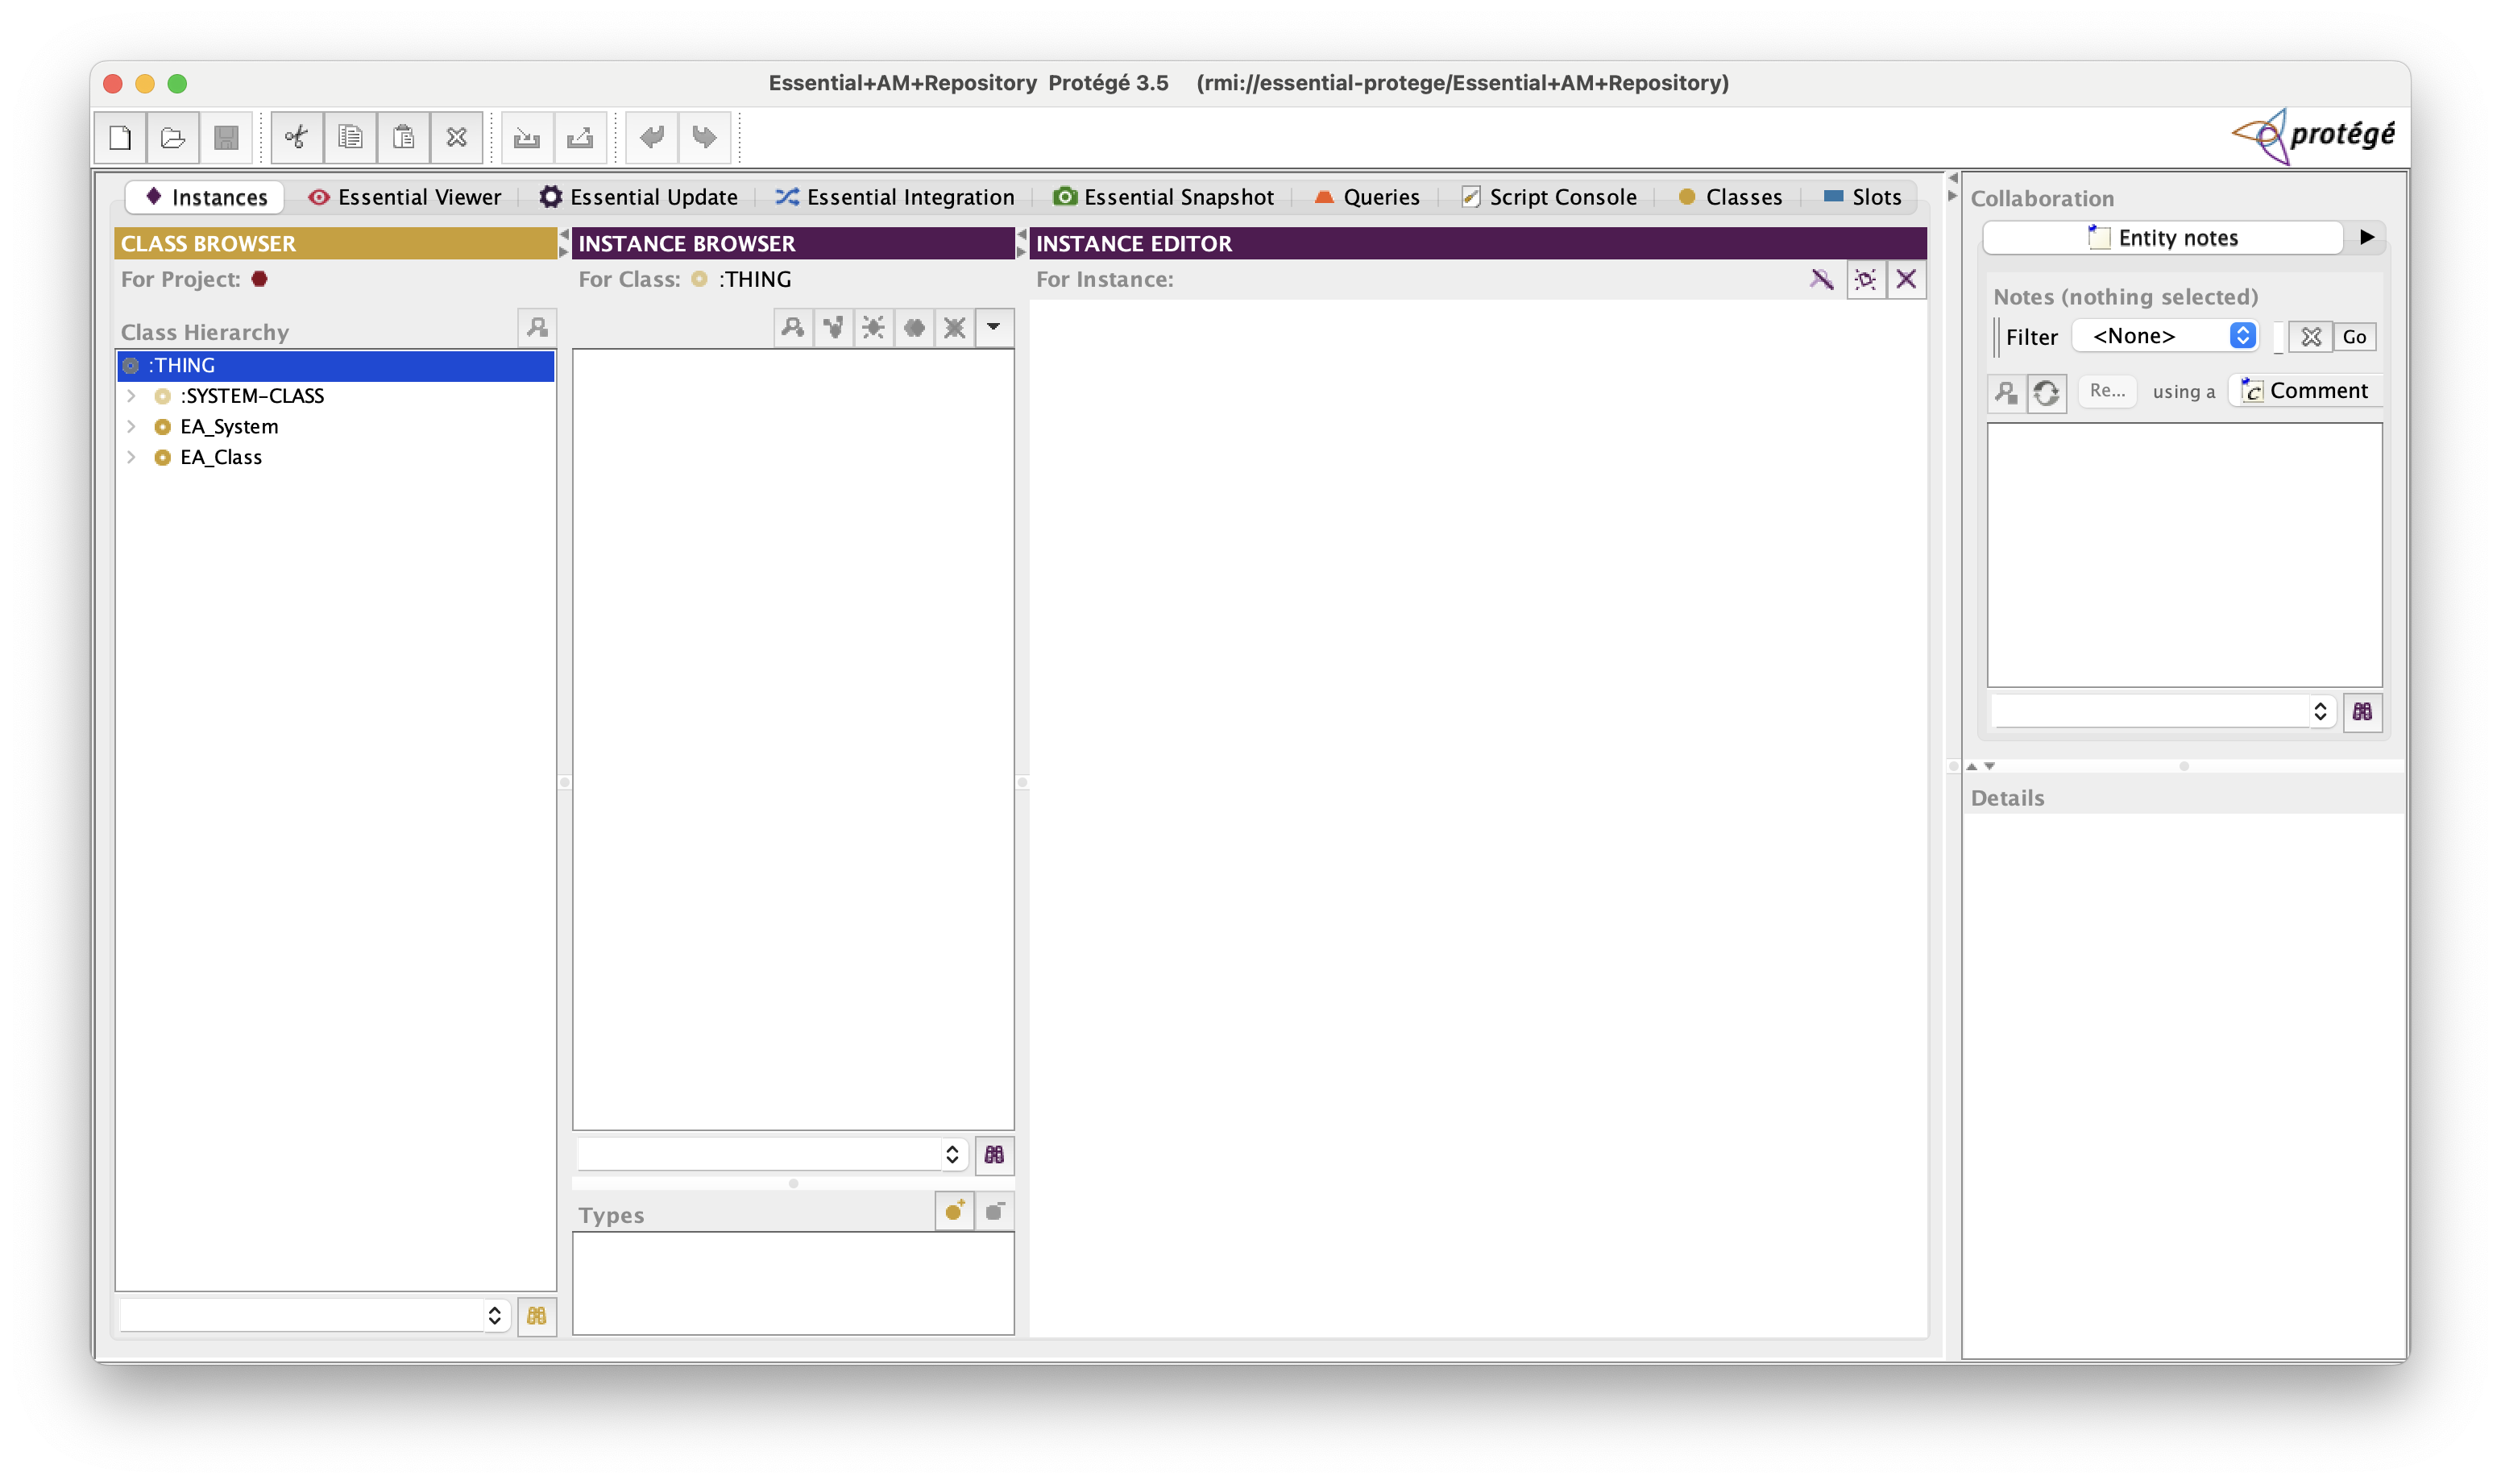 Essential+AM+Repository Protégé 3.5 (rmi://essential-protege/Essential+AM+Repository)
protégé
Instances Essential Viewer Essential Update Essential Integration Essential Snapshot Queries Script Console Classes Slots
CLASS BROWSER
For Project:
Class Hierarchy
:THING
:SYSTEM-CLASS
EA_System
EA_Class
INSTANCE BROWSER
For Class: :THING
Types
INSTANCE EDITOR
For Instance:
Collaboration
Entity notes
Notes (nothing selected)
Filter <None> Go
Re... using a Comment
Details